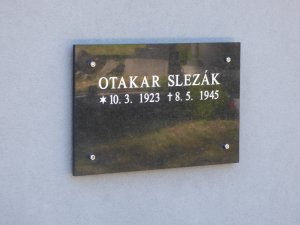 OTAKAR SLEZÁK
✶10. 3. 1923 †8. 5. 1945